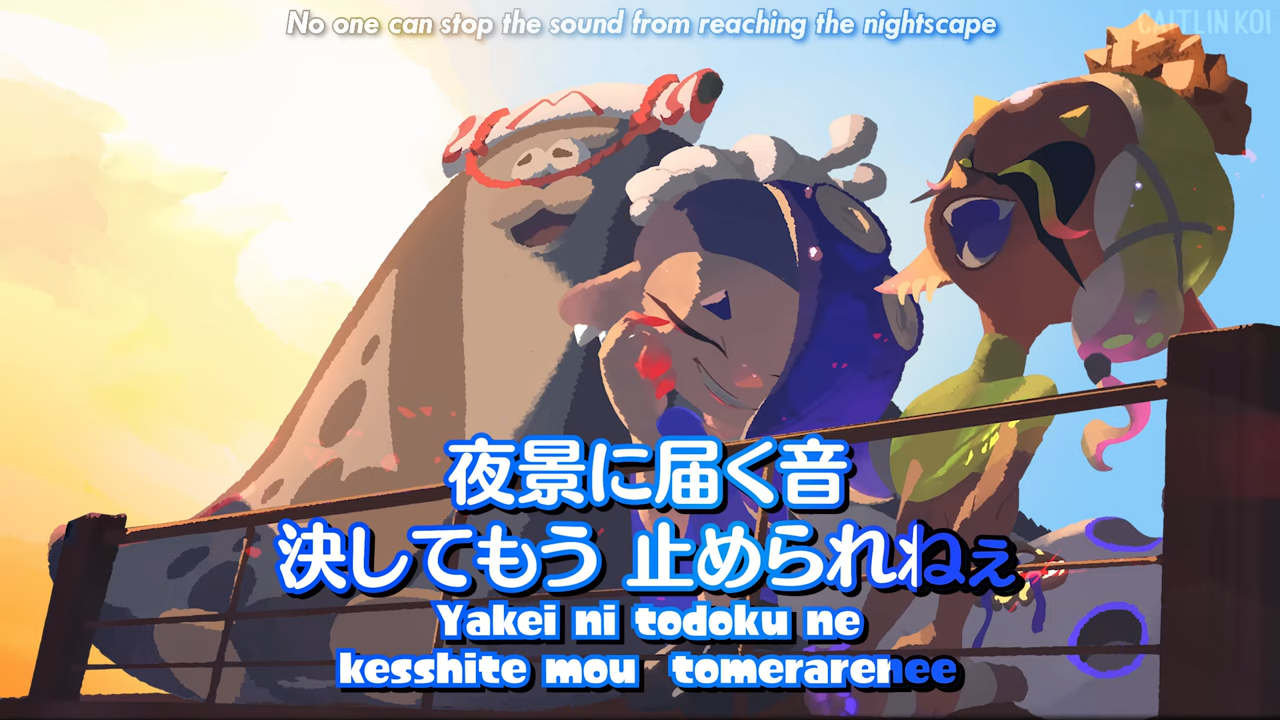 No one can stop the sound from reaching the nightscape
CAITLIN KOI
夜景に届く音
決してもう 止められねぇ
Yakei ni todoku ne
kesshite mou tomerarenee